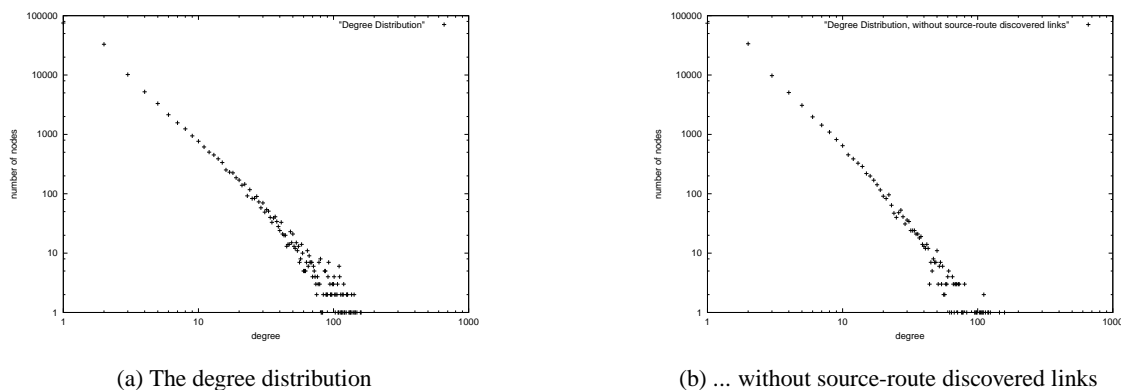 100000
10000
1000
100
10
1
1
10
100
1000
number of nodes
degree
"Degree Distribution"
(a) The degree distribution
100000
10000
1000
100
10
1
1
10
100
1000
number of nodes
degree
"Degree Distribution, without source-route discovered links"
(b) ... without source-route discovered links